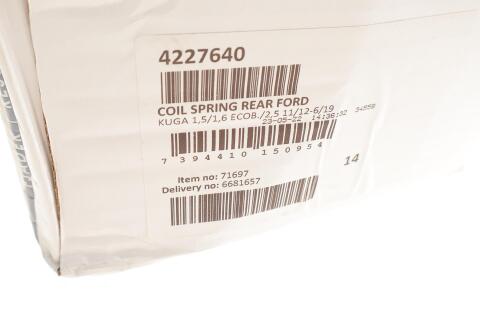 4227640
COIL SPRING REAR FORD
KUGA 1,5/1,6 ECOB./2,5 11/12-6/19
23-05-22 14:36:32
7 394410 150954
14
Item no: 71697
Delivery no: 6681657